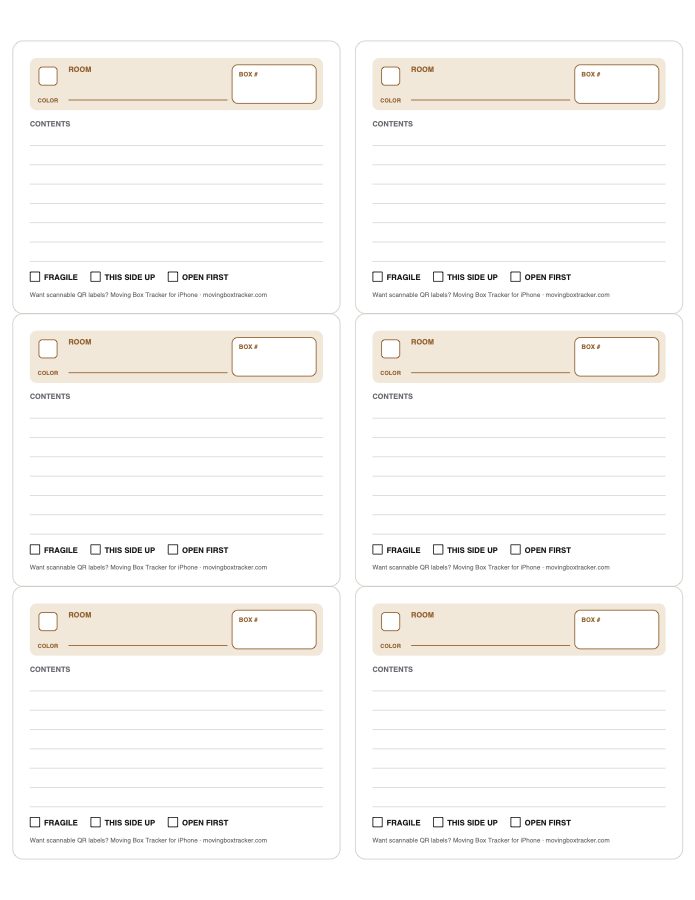 ROOM
BOX #
COLOR
CONTENTS
FRAGILE THIS SIDE UP OPEN FIRST
Want scannable QR labels? Moving Box Tracker for iPhone · movingboxtracker.com
ROOM
BOX #
COLOR
CONTENTS
FRAGILE THIS SIDE UP OPEN FIRST
Want scannable QR labels? Moving Box Tracker for iPhone · movingboxtracker.com
ROOM
BOX #
COLOR
CONTENTS
FRAGILE THIS SIDE UP OPEN FIRST
Want scannable QR labels? Moving Box Tracker for iPhone · movingboxtracker.com
ROOM
BOX #
COLOR
CONTENTS
FRAGILE THIS SIDE UP OPEN FIRST
Want scannable QR labels? Moving Box Tracker for iPhone · movingboxtracker.com
ROOM
BOX #
COLOR
CONTENTS
FRAGILE THIS SIDE UP OPEN FIRST
Want scannable QR labels? Moving Box Tracker for iPhone · movingboxtracker.com
ROOM
BOX #
COLOR
CONTENTS
FRAGILE THIS SIDE UP OPEN FIRST
Want scannable QR labels? Moving Box Tracker for iPhone · movingboxtracker.com